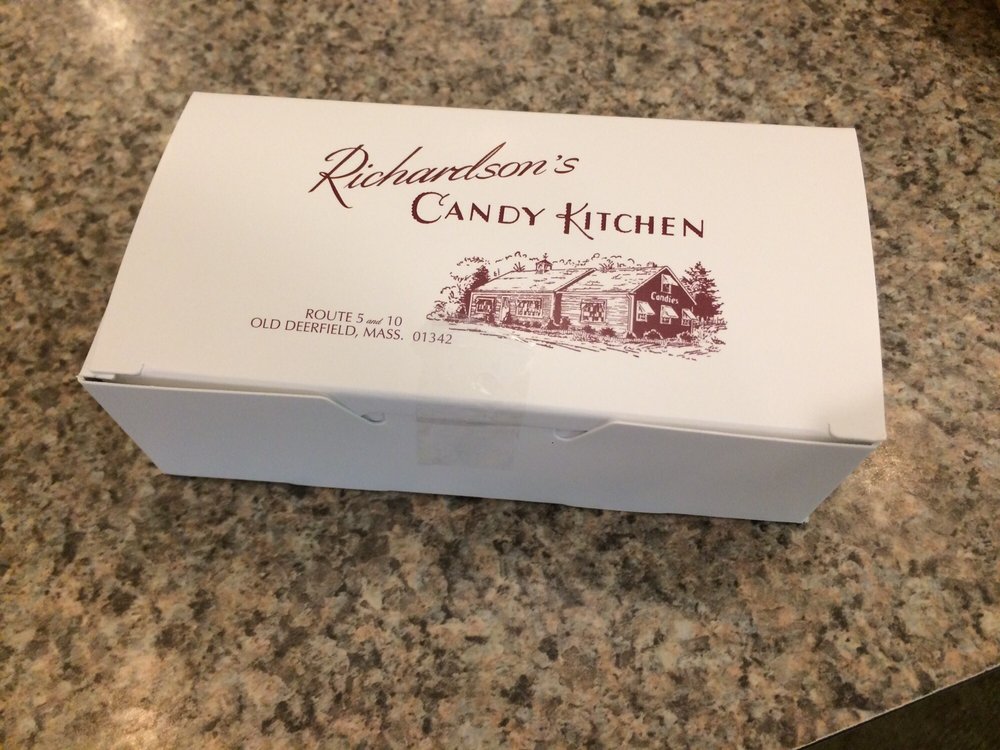 Richardson's
CANDY KITCHEN
Candies
ROUTE 5 and 10
OLD DEERFIELD, MASS. 01342